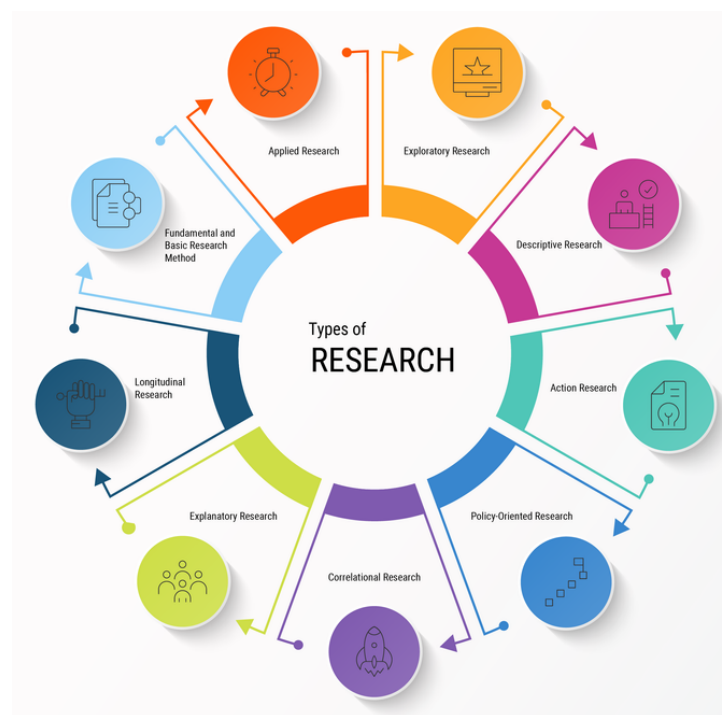 Types of
RESEARCH
Exploratory Research
Descriptive Research
Action Research
Policy-Oriented Research
Correlational Research
Explanatory Research
Longitudinal
Research
Fundamental and
Basic Research
Method
Applied Research